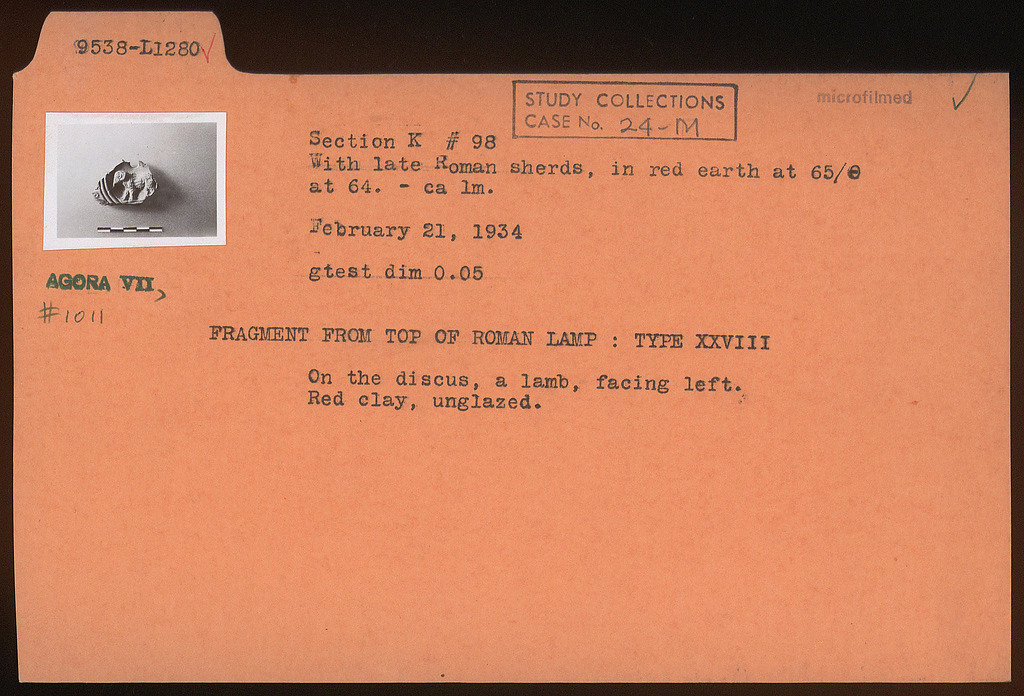 9538-L1280
STUDY COLLECTIONS
CASE No. 24-M
microfilmed
Section K # 98
With late Roman sherds, in red earth at 65/Θ
at 64. - ca 1m.
February 21, 1934
gtest dim 0.05
AGORA VII,
#1011
FRAGMENT FROM TOP OF ROMAN LAMP : TYPE XXVIII
On the discus, a lamb, facing left.
Red clay, unglazed.